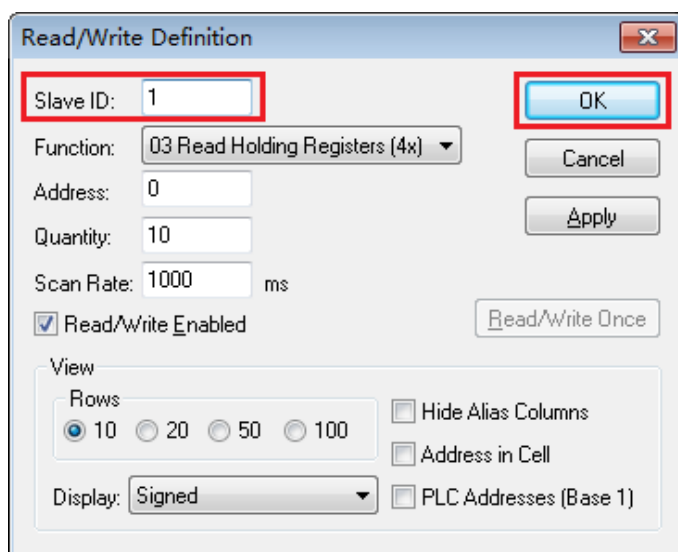 Read/Write Definition
Slave ID: 1
OK
Function: 03 Read Holding Registers (4x)
Cancel
Address: 0
Apply
Quantity: 10
Scan Rate: 1000 ms
Read/Write Enabled
Read/Write Once
View
Rows
10 20 50 100
Hide Alias Columns
Address in Cell
Display: Signed
PLC Addresses (Base 1)